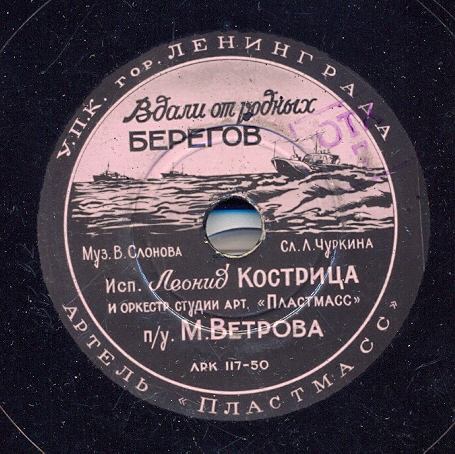 У.П.К. гор. ЛЕНИНГРАДА
Вдали от родных
БЕРЕГОВ
Муз. В. Слонова
Сл. Л. Чуркина
Исп. Леонид КОСТРИЦА
и оркестр студии арт. «Пластмасс»
п/у. М. ВЕТРОВА
ЛРК 117-50
АРТЕЛЬ „ПЛАСТМАСС“